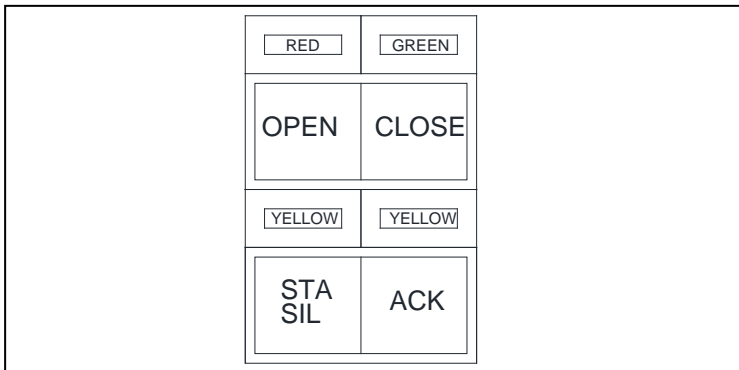 RED GREEN
OPEN CLOSE
YELLOW YELLOW
STA
SIL
ACK